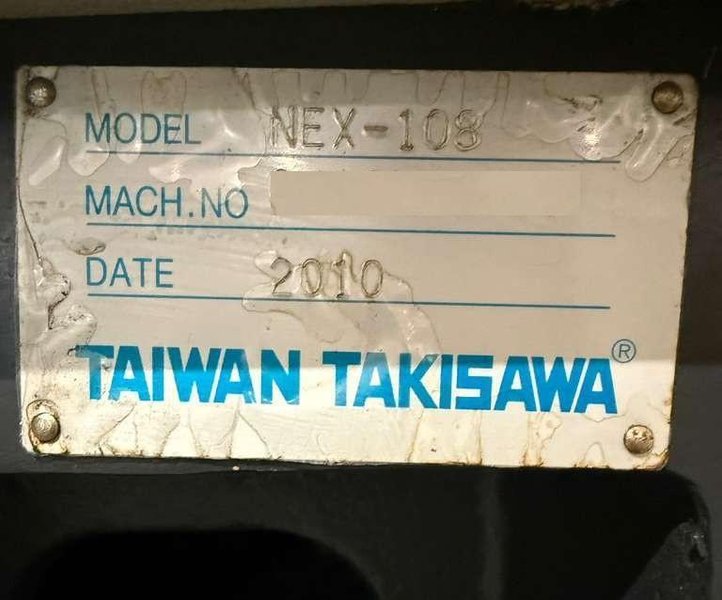 MODEL NEX-108
MACH.NO
DATE 2010
TAIWAN TAKISAWA®